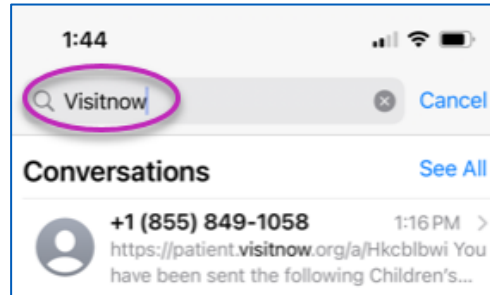 1:44
Visitnow
Cancel
Conversations
See All
+1 (855) 849-1058
1:16 PM
https://patient.visitnow.org/a/Hkcblbwi You
have been sent the following Children's...